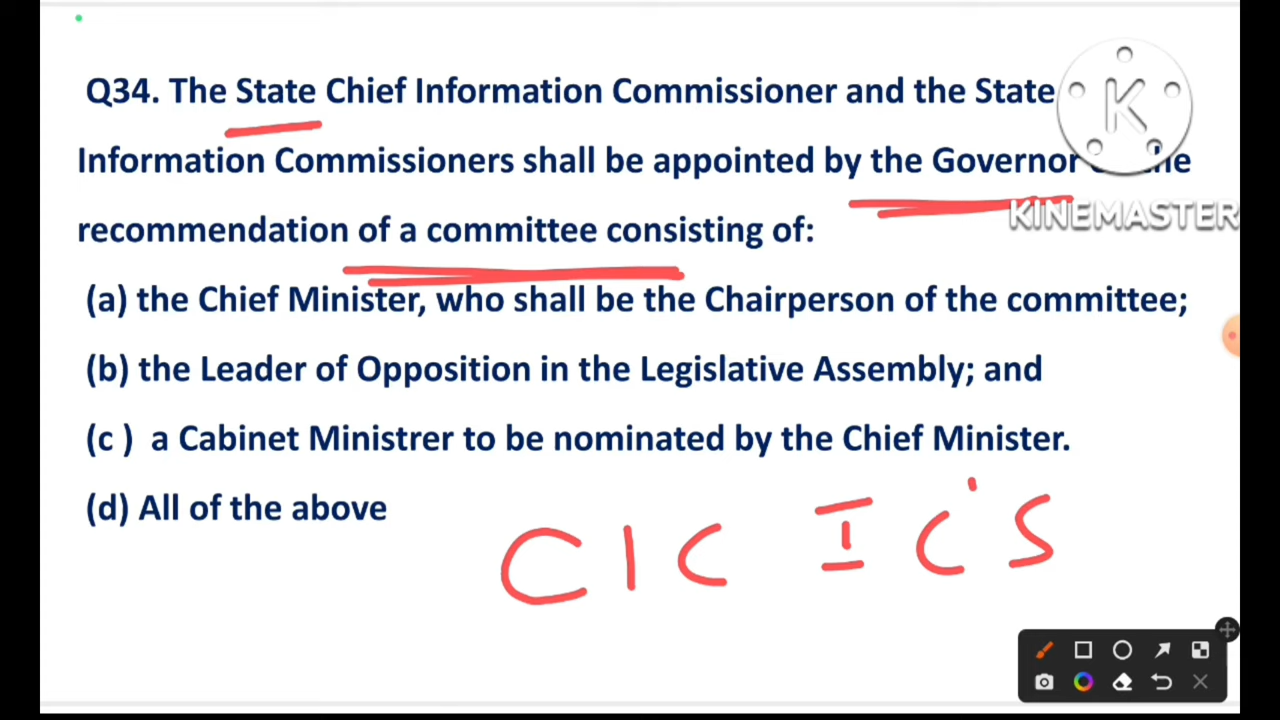 Q34. The State Chief Information Commissioner and the State
Information Commissioners shall be appointed by the Governor
recommendation of a committee consisting of:
(a) the Chief Minister, who shall be the Chairperson of the committee;
(b) the Leader of Opposition in the Legislative Assembly; and
(c ) a Cabinet Ministrer to be nominated by the Chief Minister.
(d) All of the above
CIC IC'S
K
KINEMASTER